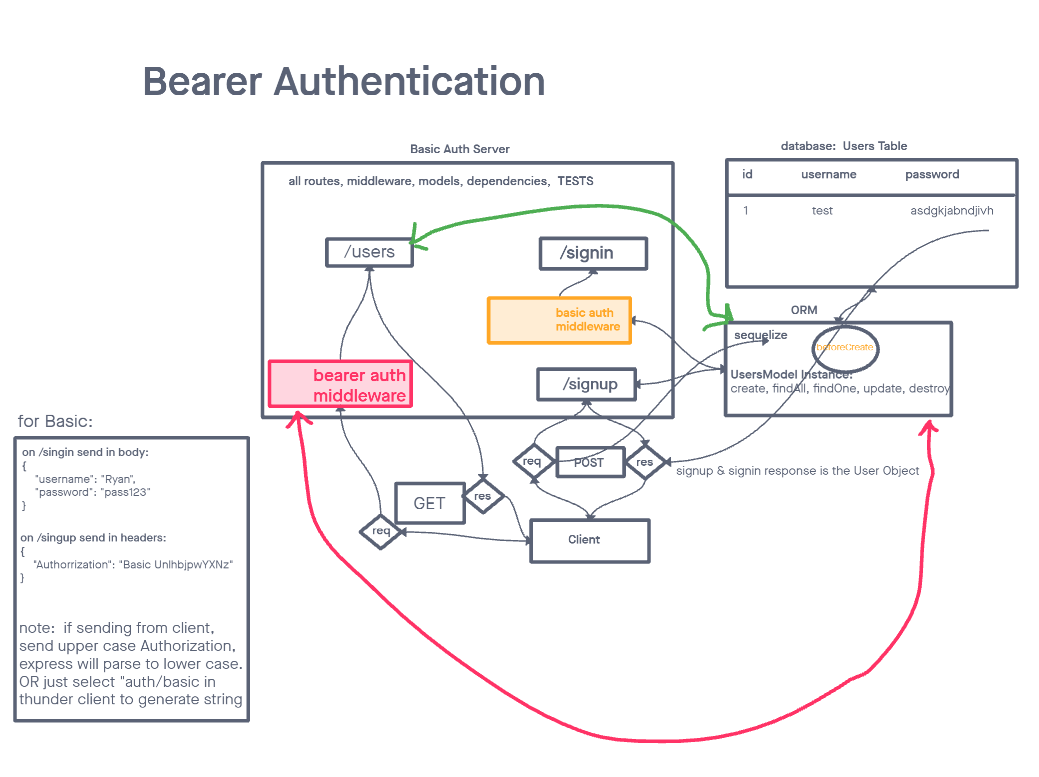 Bearer Authentication
Basic Auth Server
all routes, middleware, models, dependencies,  TESTS
/users
/signin
basic auth
middleware
bearer auth
middleware
/signup
database:  Users Table
id username password
1 test asdgkjabndjivh
ORM
sequelize
beforeCreate
UsersModel Instance:
create, findAll, findOne, update, destroy
req
POST
res
signup & signin response is the User Object
GET
res
req
Client
for Basic:
on /singin send in body:
{
"username": "Ryan",
"password": "pass123"
}
on /singup send in headers:
{
"Authorrization": "Basic UnlhbjpwYXNz"
}
note:  if sending from client,
send upper case Authorization,
express will parse to lower case.
OR just select "auth/basic in
thunder client to generate string